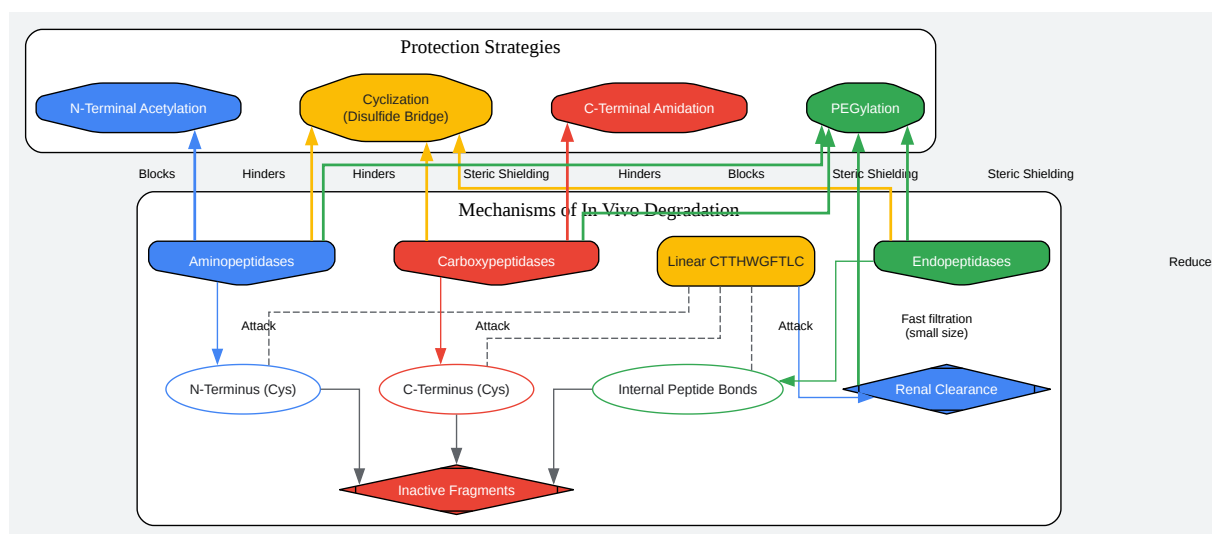 Protection Strategies
N-Terminal Acetylation
Cyclization
(Disulfide Bridge)
C-Terminal Amidation
PEGylation
Blocks
Hinders
Hinders
Steric Shielding
Hinders
Blocks
Steric Shielding
Steric Shielding
Mechanisms of In Vivo Degradation
Aminopeptidases
Carboxypeptidases
Linear CTTHWGFTLC
Endopeptidases
Reduce
Attack
Attack
Attack
Fast filtration
(small size)
N-Terminus (Cys)
C-Terminus (Cys)
Internal Peptide Bonds
Renal Clearance
Inactive Fragments